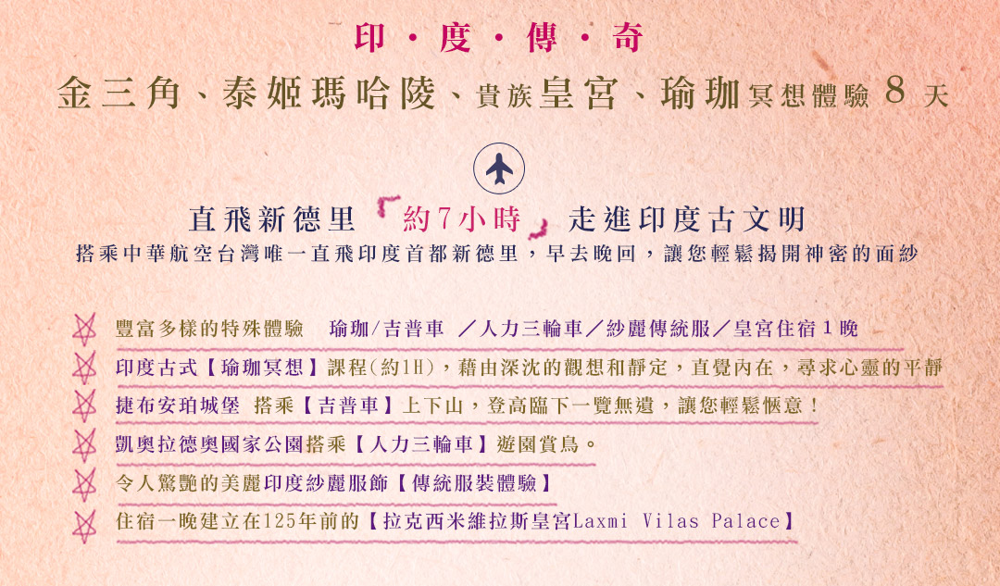 印・度・傳・奇
金三角、泰姬瑪哈陵、貴族皇宮、瑜珈冥想體驗 8 天
直飛新德里「約7小時」走進印度古文明
搭乘中華航空台灣唯一直飛印度首都新德里，早去晚回，讓您輕鬆揭開神密的面紗
豐富多樣的特殊體驗 瑜珈/吉普車 ／人力三輪車／紗麗傳統服／皇宮住宿１晚
印度古式【瑜珈冥想】課程(約1H)，藉由深沈的觀想和靜定，直覺內在，尋求心靈的平靜
捷布安珀城堡 搭乘【吉普車】上下山，登高臨下一覽無遺，讓您輕鬆愜意！
凱奧拉德奧國家公園搭乘【人力三輪車】遊園賞鳥。
令人驚艷的美麗印度紗麗服飾【傳統服裝體驗】
住宿一晚建立在125年前的【拉克西米維拉斯皇宮Laxmi Vilas Palace】